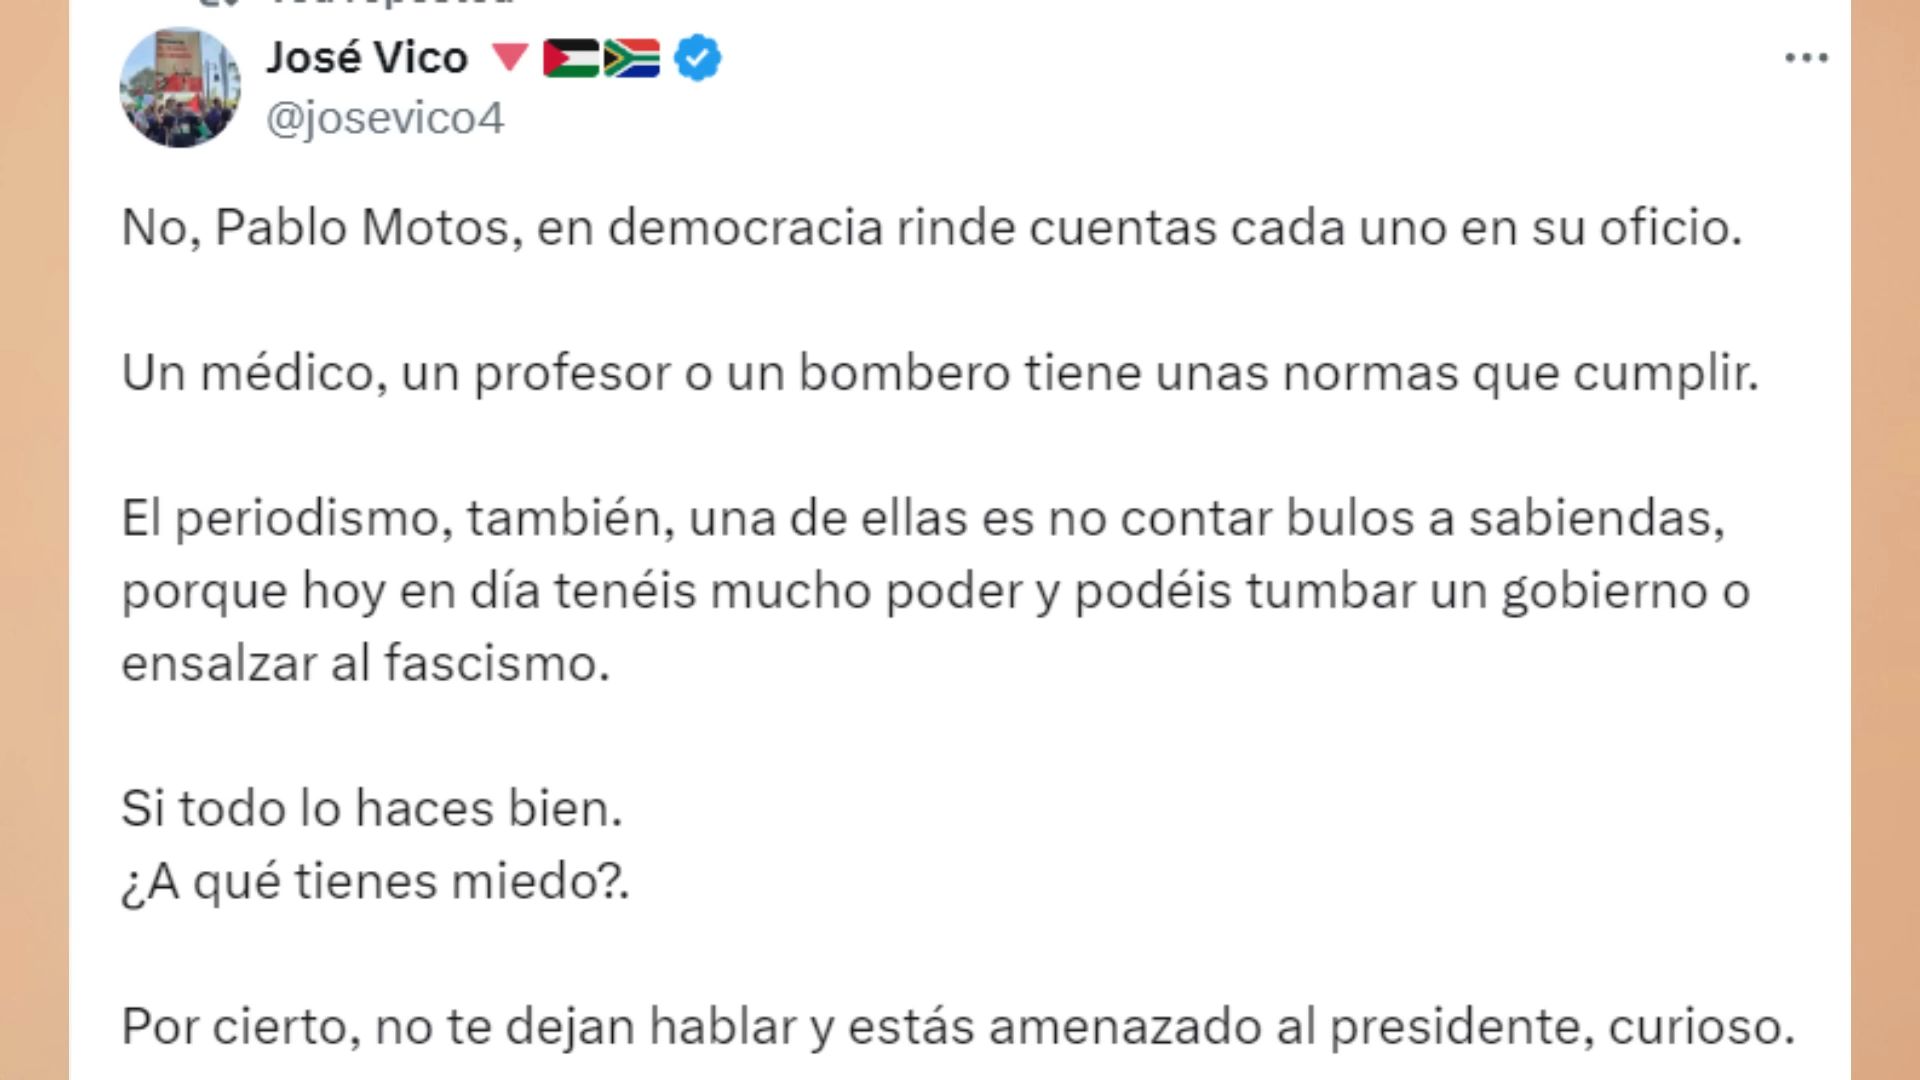 José Vico
@josevico4
No, Pablo Motos, en democracia rinde cuentas cada uno en su oficio.
Un médico, un profesor o un bombero tiene unas normas que cumplir.
El periodismo, también, una de ellas es no contar bulos a sabiendas,
porque hoy en día tenéis mucho poder y podéis tumbar un gobierno o
ensalzar al fascismo.
Si todo lo haces bien.
¿A qué tienes miedo?.
Por cierto, no te dejan hablar y estás amenazado al presidente, curioso.